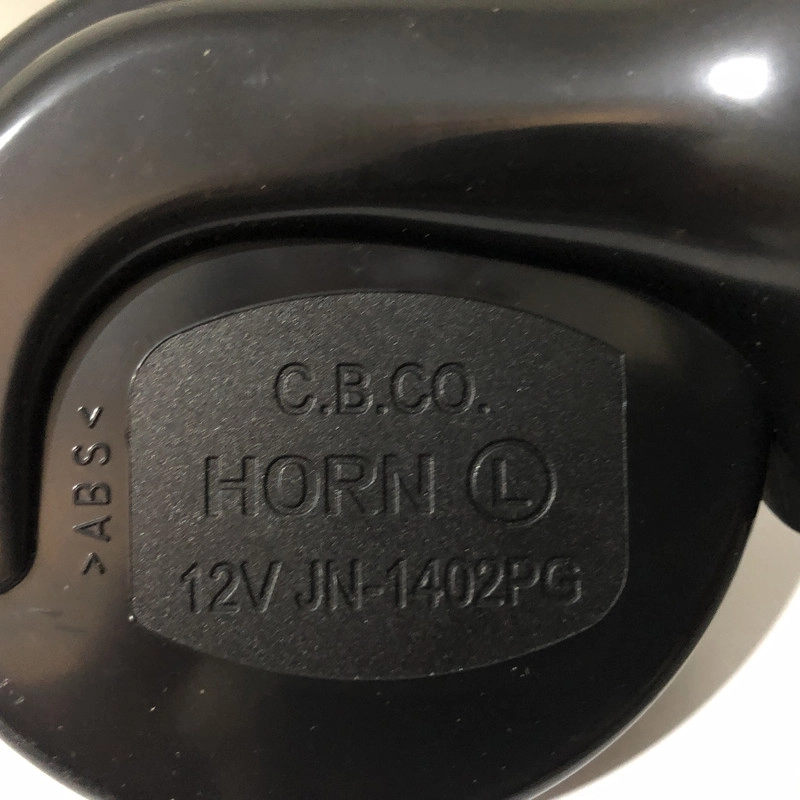 C.B.CO.
HORN Ⓛ
12V JN-1402PG
>ABS<